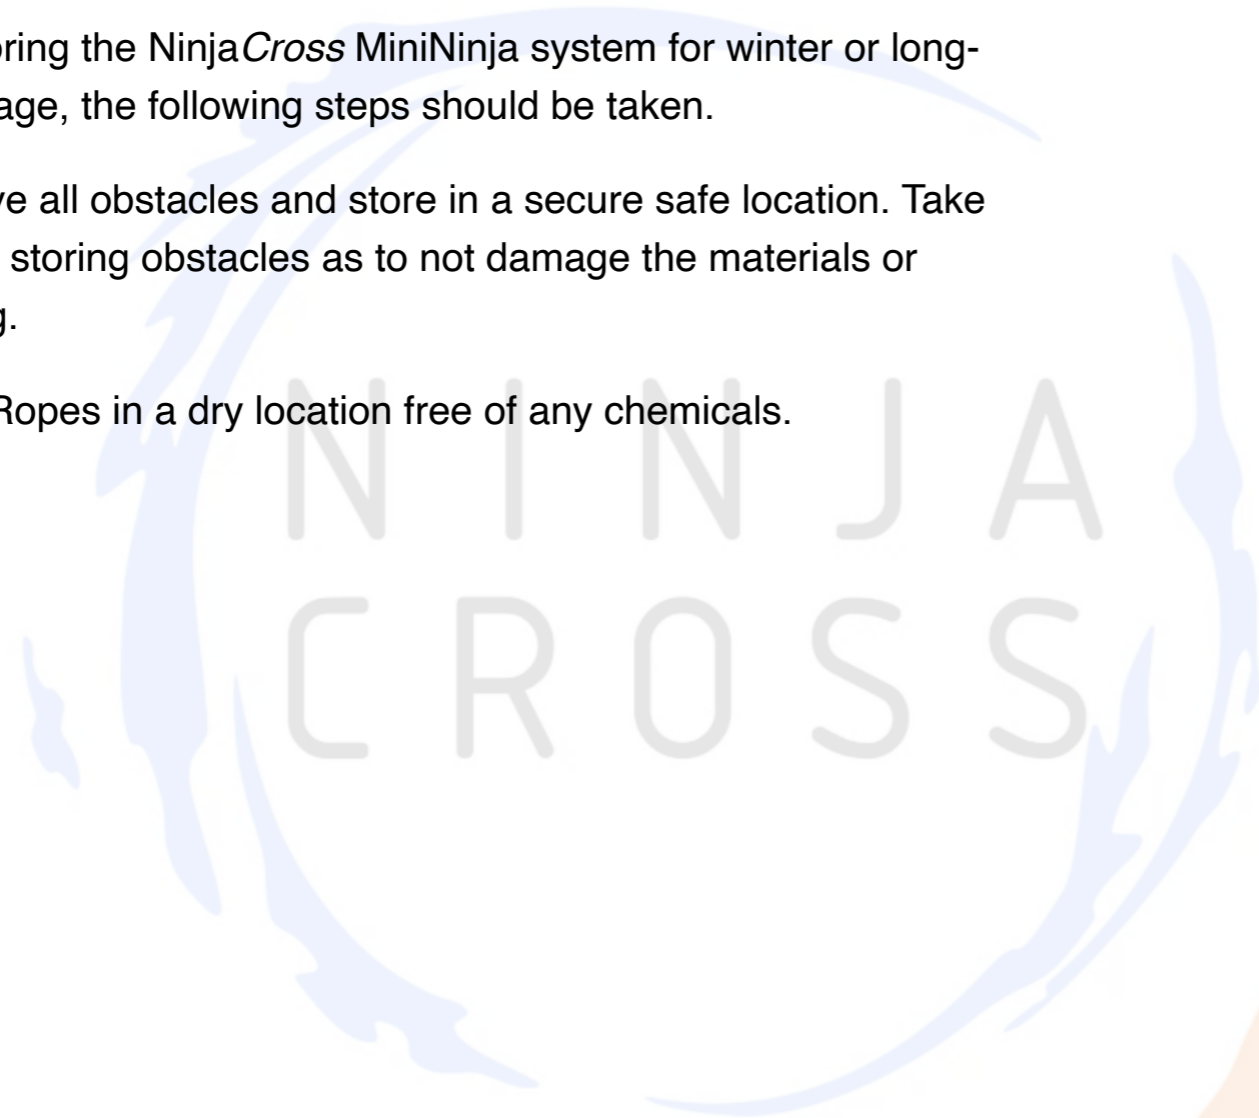 oring the NinjaCross MiniNinja system for winter or long-
age, the following steps should be taken.
ve all obstacles and store in a secure safe location. Take
storing obstacles as to not damage the materials or
g.
Ropes in a dry location free of any chemicals.
NINJA
CROSS